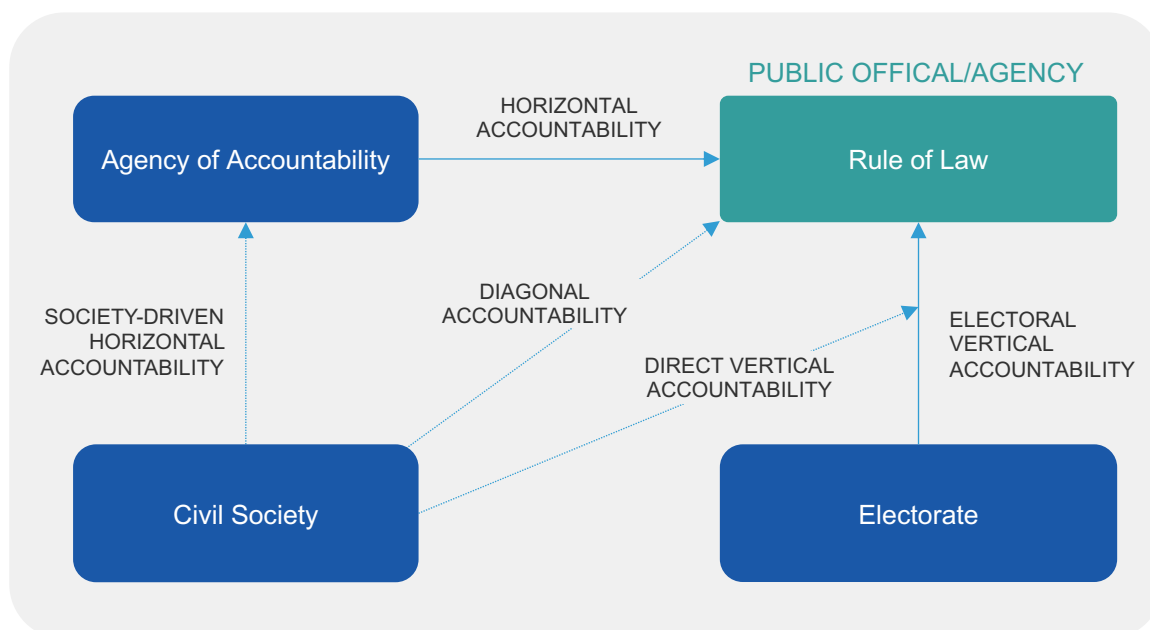 PUBLIC OFFICAL/AGENCY
Agency of Accountability
HORIZONTAL
ACCOUNTABILITY
Rule of Law
SOCIETY-DRIVEN
HORIZONTAL
ACCOUNTABILITY
DIAGONAL
ACCOUNTABILITY
DIRECT VERTICAL
ACCOUNTABILITY
ELECTORAL
VERTICAL
ACCOUNTABILITY
Civil Society
Electorate